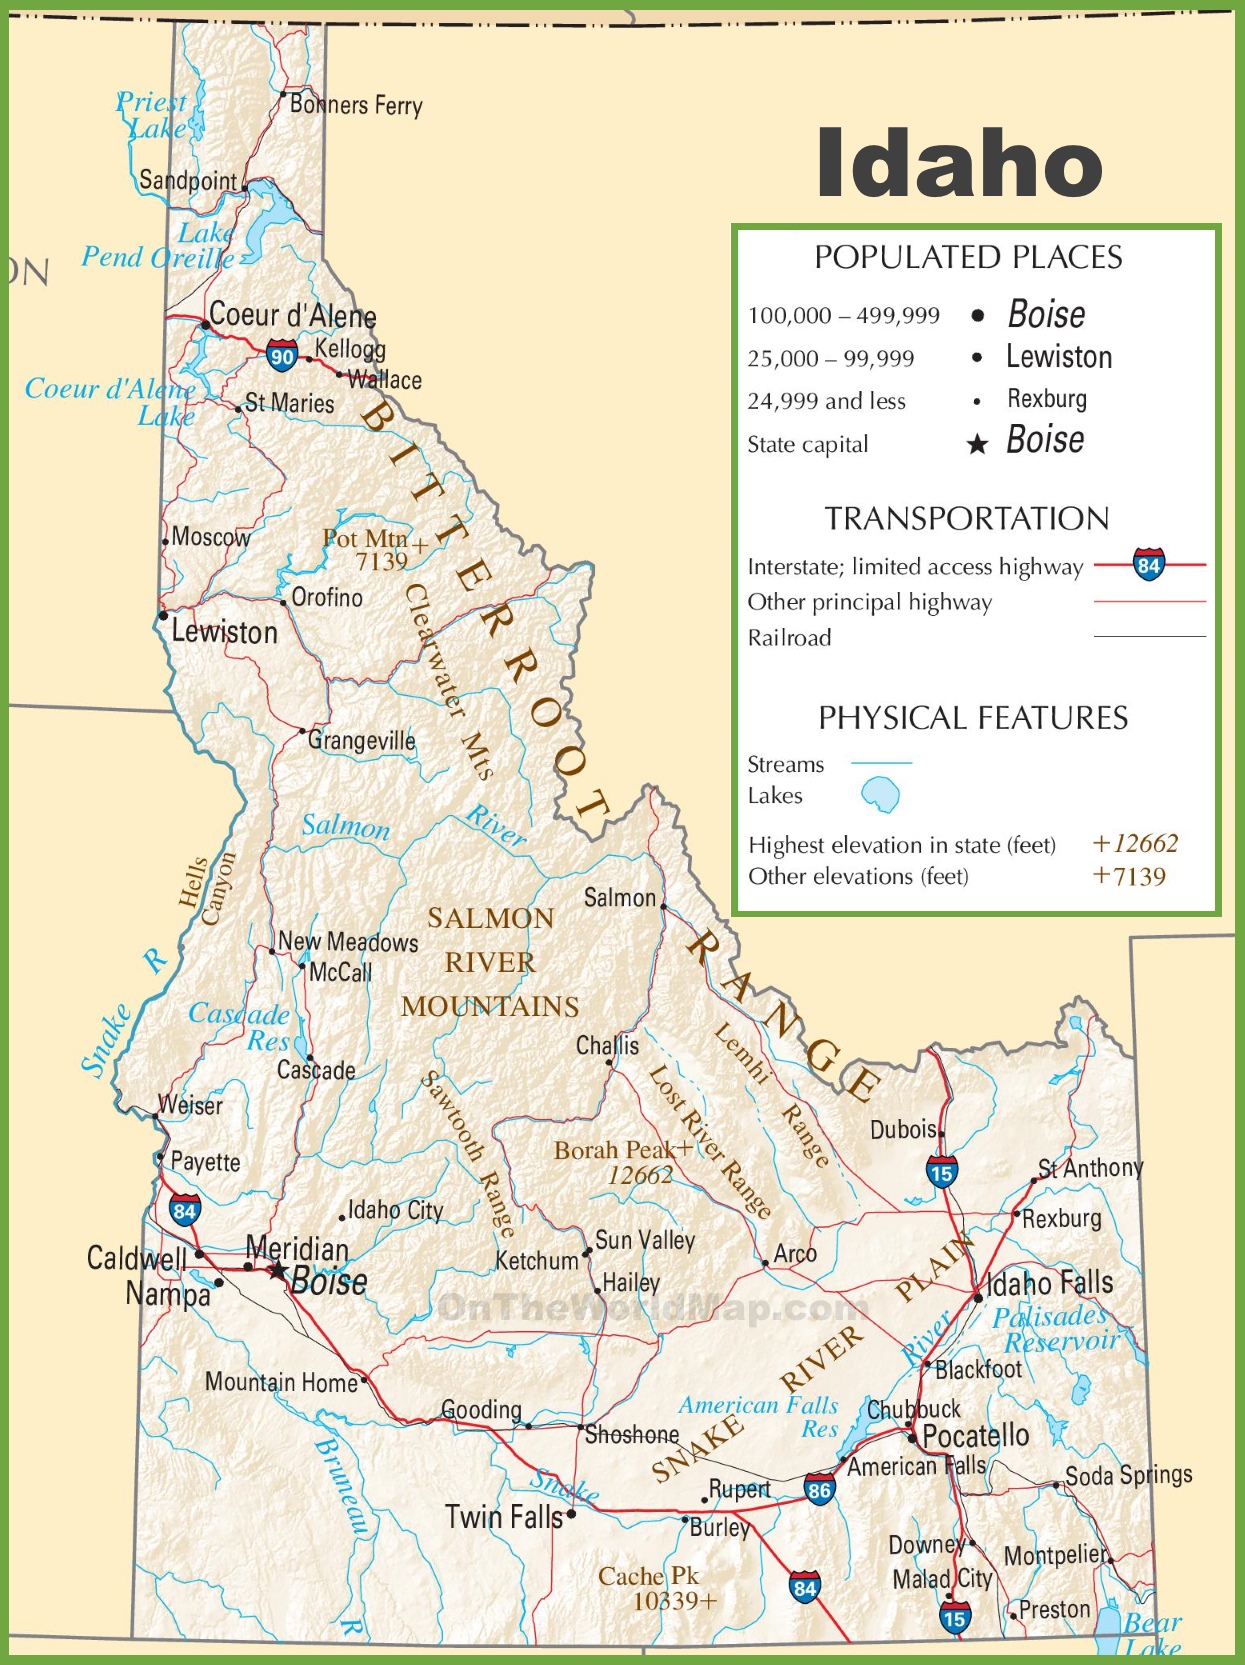 Idaho
POPULATED PLACES
100,000 – 499,999 Boise
25,000 – 99,999 Lewiston
24,999 and less Rexburg
State capital Boise
TRANSPORTATION
Interstate; limited access highway 84
Other principal highway
Railroad
PHYSICAL FEATURES
Streams
Lakes
Highest elevation in state (feet) +12662
Other elevations (feet) +7139
ON
Priest
Lake
Bonners Ferry
Sandpoint
Lake
Pend Oreille
Coeur d'Alene
90
Kellogg
Wallace
Coeur d'Alene
Lake
St Maries
BITTERROOT
RANGE
Moscow
Pot Mtn +
7139
Orofino
Lewiston
Clearwater Mts
Grangeville
Salmon River
Hells
Canyon
Salmon
SALMON
RIVER
MOUNTAINS
New Meadows
McCall
Snake R
Cascade
Res
Cascade
Challis
Lemhi Range
Lost River Range
Sawtooth Range
Borah Peak +
12662
Weiser
Payette
84
Dubois
15
St Anthony
Rexburg
Idaho City
Caldwell
Meridian
Boise
Nampa
Sun Valley
Ketchum
Hailey
Arco
OnTheWorldMap.com
Idaho Falls
Palisades
Reservoir
SNAKE RIVER PLAIN
River
Blackfoot
Mountain Home
Gooding
Shoshone
American Falls
Res
Chubbuck
Pocatello
American Falls
Soda Springs
86
Rupert
Burley
Snake
Twin Falls
Bruneau
R
Cache Pk
10339+
84
Downey
Malad City
15
Montpelier
Preston
Bear
Lake